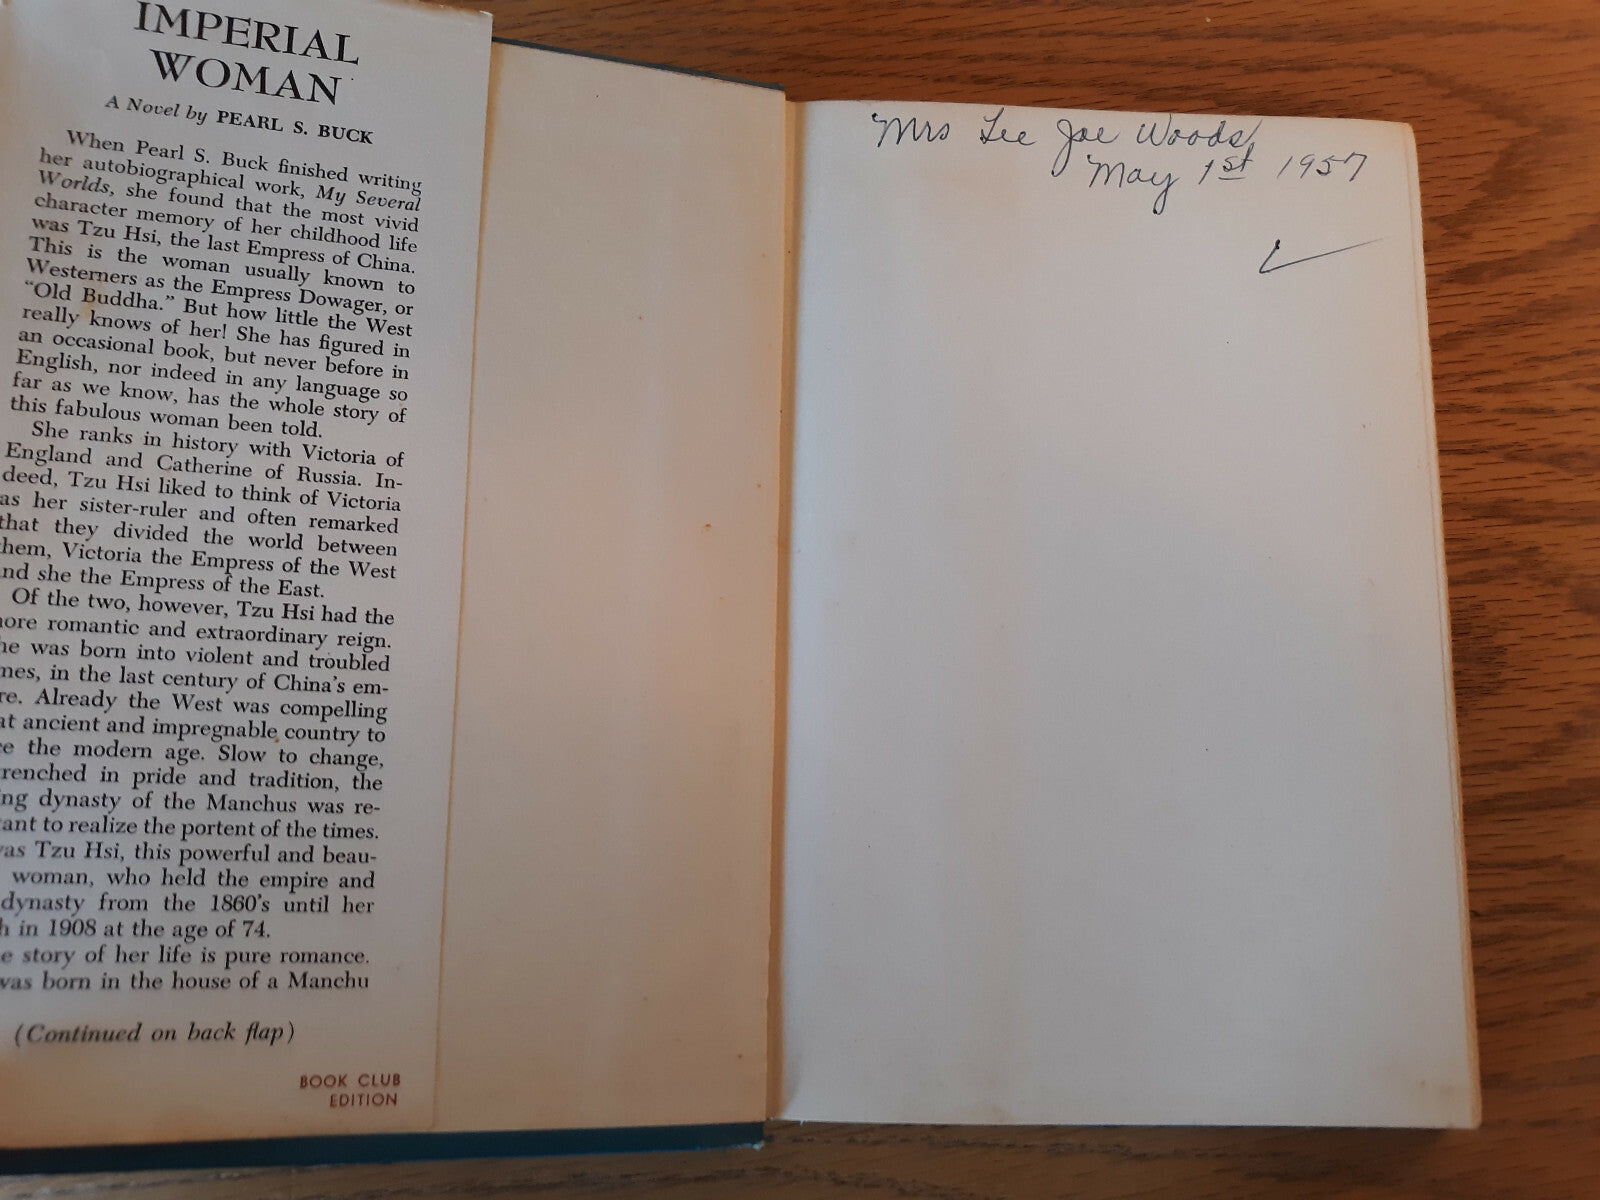 IMPERIAL
WOMAN
A Novel by PEARL S. BUCK
When Pearl S. Buck finished writing
her autobiographical work, My Several
Worlds, she found that the most vivid
character memory of her childhood life
was Tzu Hsi, the last Empress of China.
This is the woman usually known to
Westerners as the Empress Dowager, or
"Old Buddha." But how little the West
really knows of her! She has figured in
an occasional book, but never before in
English, nor indeed in any language so
far as we know, has the whole story of
this fabulous woman been told.
She ranks in history with Victoria of
England and Catherine of Russia. In-
deed, Tzu Hsi liked to think of Victoria
as her sister-ruler and often remarked
that they divided the world between
them, Victoria the Empress of the West
nd she the Empress of the East.
Of the two, however, Tzu Hsi had the
ore romantic and extraordinary reign.
he was born into violent and troubled
mes, in the last century of China's em-
re. Already the West was compelling
at ancient and impregnable country to
ce the modern age. Slow to change,
renched in pride and tradition, the
ing dynasty of the Manchus was re-
tant to realize the portent of the times.
was Tzu Hsi, this powerful and beau-
woman, who held the empire and
dynasty from the 1860's until her
h in 1908 at the age of 74.
e story of her life is pure romance.
was born in the house of a Manchu
(Continued on back flap)
BOOK CLUB
EDITION
Mrs Lee Joe Woods,
May 1st 1957